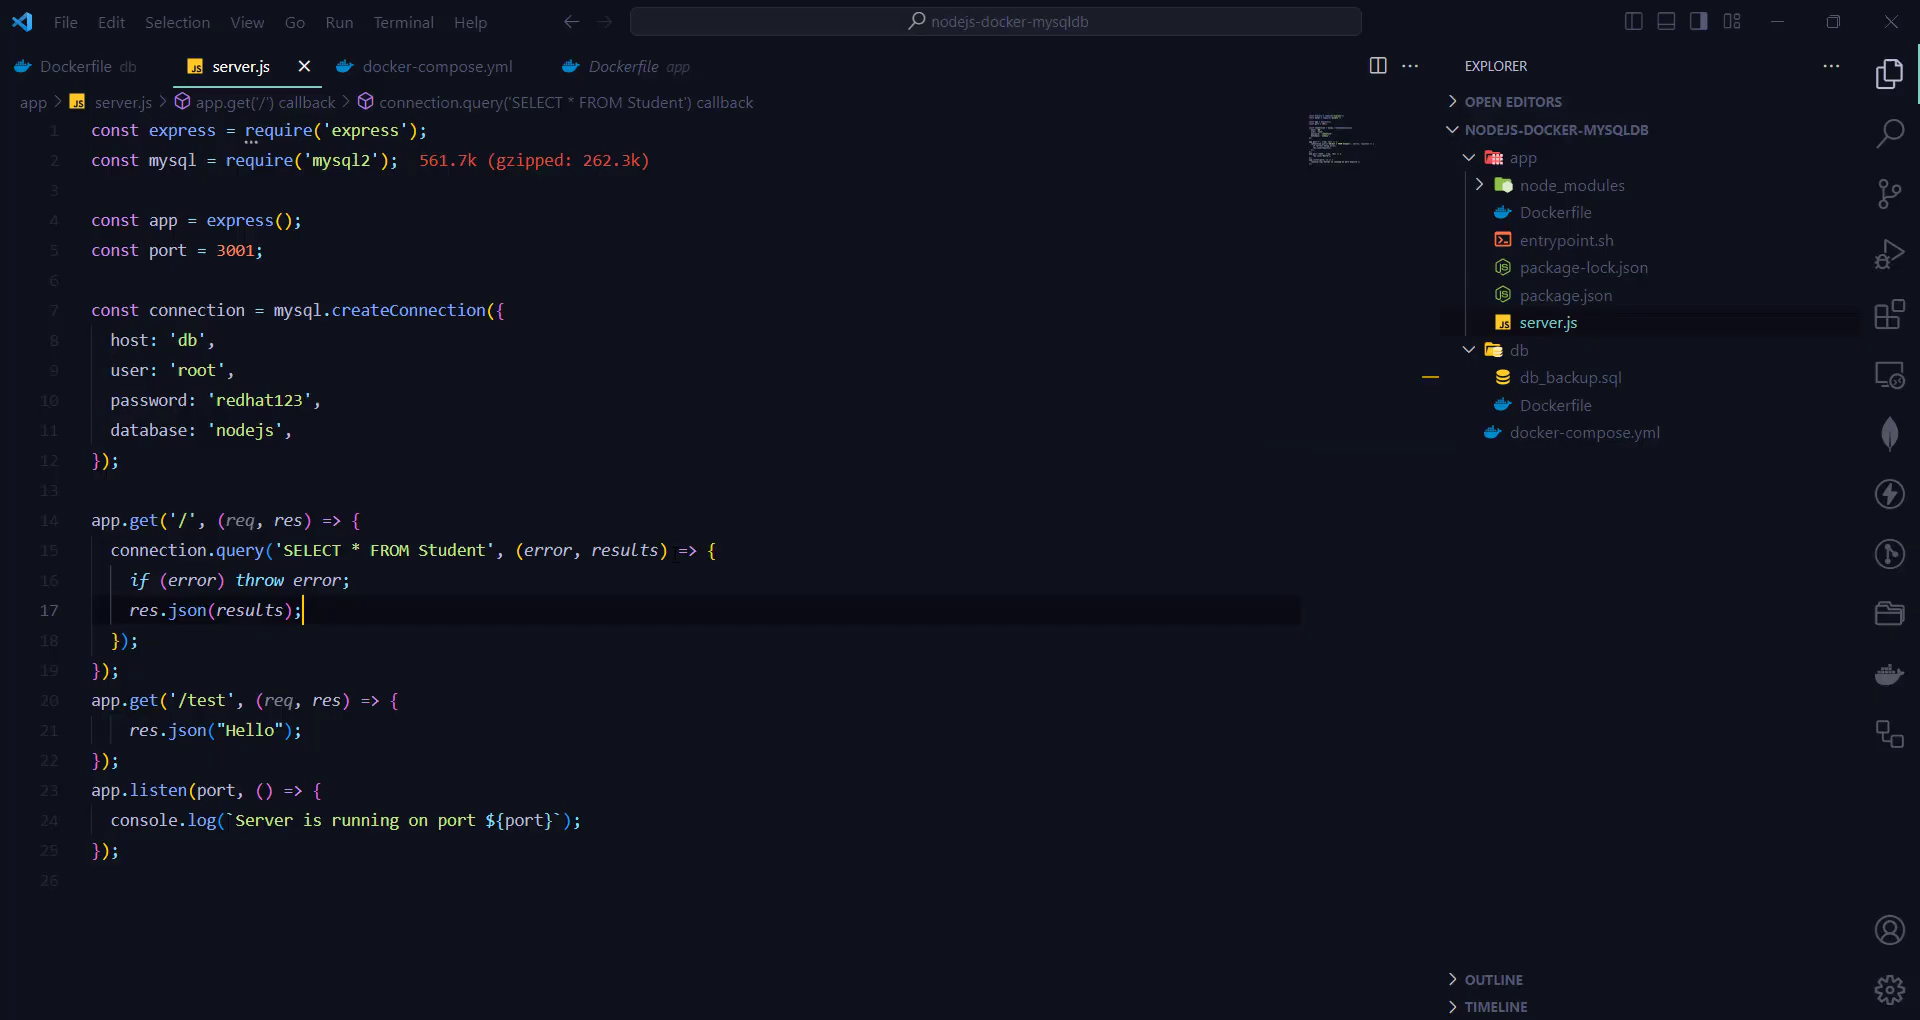 File Edit Selection View Go Run Terminal Help
nodejs-docker-mysqldb
Dockerfile db
JS server.js
docker-compose.yml
Dockerfile app
app > JS server.js > app.get('/') callback > connection.query('SELECT * FROM Student') callback
1 const express = require('express');
2 const mysql = require('mysql2'); 561.7k (gzipped: 262.3k)
3
4 const app = express();
5 const port = 3001;
6
7 const connection = mysql.createConnection({
8 host: 'db',
9 user: 'root',
10 password: 'redhat123',
11 database: 'nodejs',
12 });
13
14 app.get('/', (req, res) => {
15 connection.query('SELECT * FROM Student', (error, results) => {
16 if (error) throw error;
17 res.json(results);
18 });
19 });
20 app.get('/test', (req, res) => {
21 res.json("Hello");
22 });
23 app.listen(port, () => {
24 console.log(`Server is running on port ${port}`);
25 });
26
EXPLORER
OPEN EDITORS
NODEJS-DOCKER-MYSQLDB
app
node_modules
Dockerfile
entrypoint.sh
package-lock.json
package.json
JS server.js
db
db_backup.sql
Dockerfile
docker-compose.yml
OUTLINE
TIMELINE